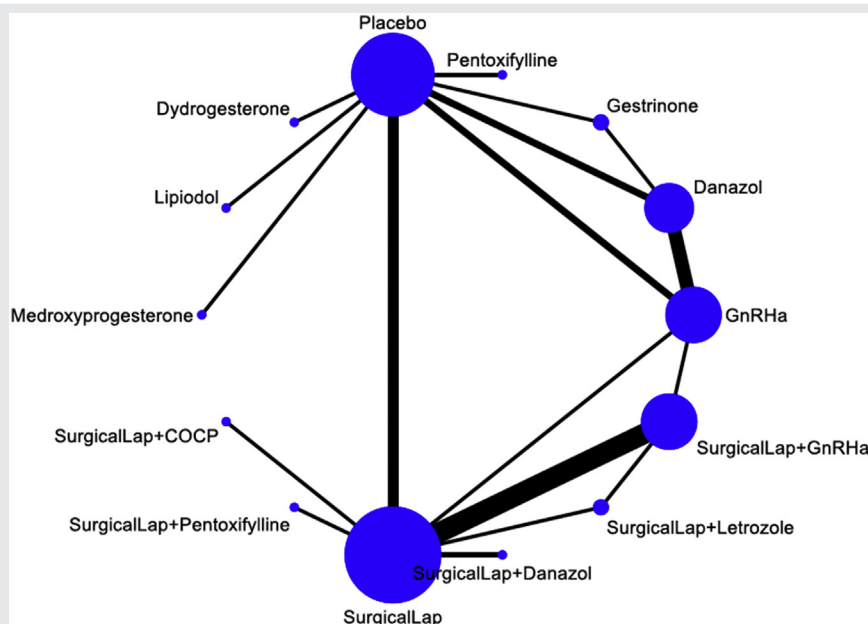 Placebo
Pentoxifylline
Dydrogesterone
Gestrinone
Lipiodol
Danazol
Medroxyprogesterone
GnRHa
SurgicalLap+COCP
SurgicalLap+GnRHa
SurgicalLap+Pentoxifylline
SurgicalLap+Letrozole
SurgicalLap+Danazol
SurgicalLap